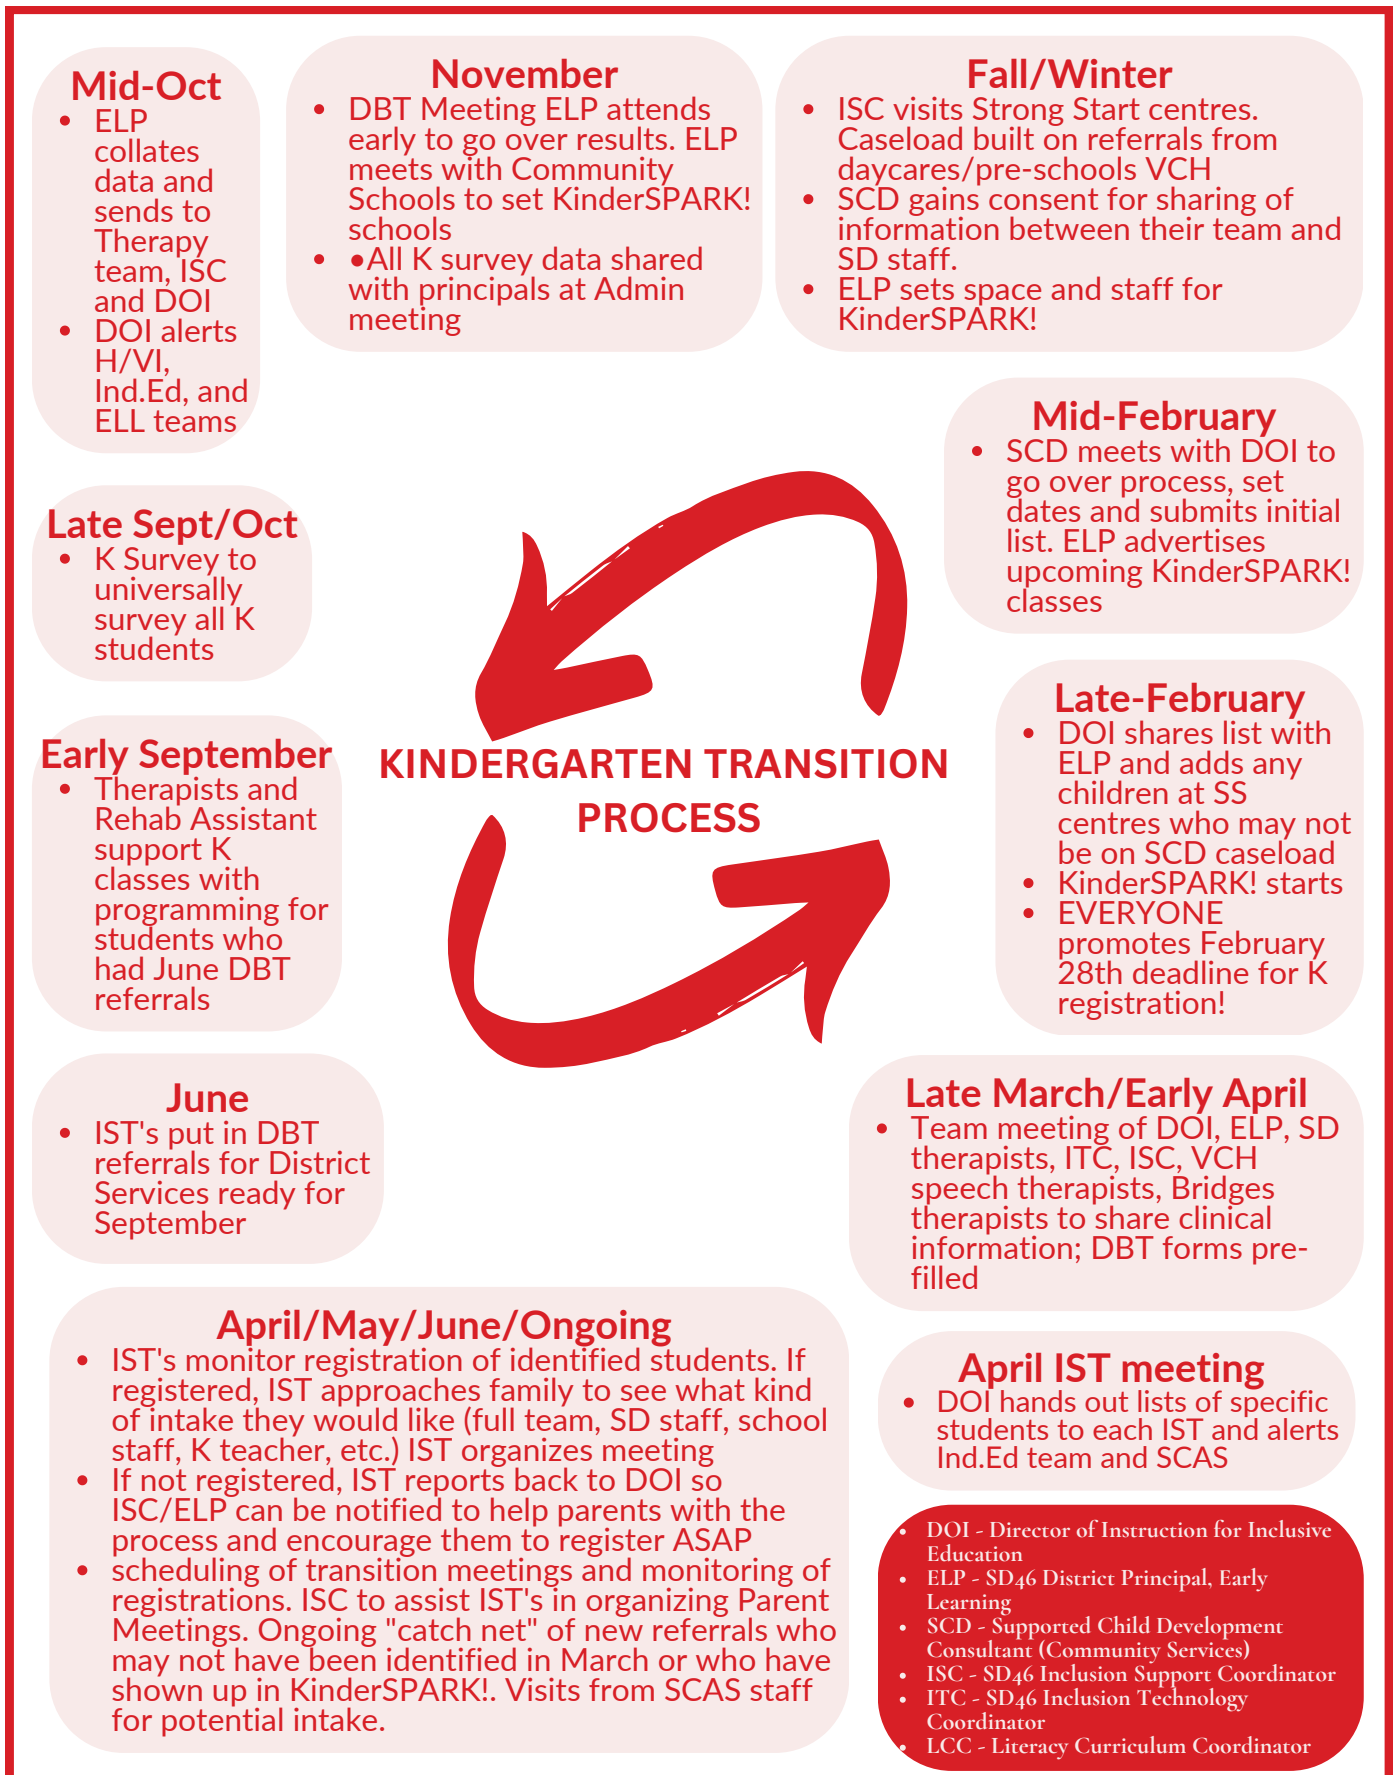 Mid-Oct
• ELP
collates
data and
sends to
Therapy
team, ISC
and DOI
• DOI alerts
H/VI,
Ind.Ed, and
ELL teams
November
• DBT Meeting ELP attends
early to go over results. ELP
meets with Community
Schools to set KinderSPARK!
schools
• •All K survey data shared
with principals at Admin
meeting
Fall/Winter
• ISC visits Strong Start centres.
Caseload built on referrals from
daycares/pre-schools VCH
• SCD gains consent for sharing of
information between their team and
SD staff.
• ELP sets space and staff for
KinderSPARK!
Mid-February
• SCD meets with DOI to
go over process, set
dates and submits initial
list. ELP advertises
upcoming KinderSPARK!
classes
Late Sept/Oct
• K Survey to
universally
survey all K
students
Late-February
• DOI shares list with
ELP and adds any
children at SS
centres who may not
be on SCD caseload
• KinderSPARK! starts
• EVERYONE
promotes February
28th deadline for K
registration!
Early September
• Therapists and
Rehab Assistant
support K
classes with
programming for
students who
had June DBT
referrals
KINDERGARTEN TRANSITION
PROCESS
June
• IST's put in DBT
referrals for District
Services ready for
September
Late March/Early April
• Team meeting of DOI, ELP, SD
therapists, ITC, ISC, VCH
speech therapists, Bridges
therapists to share clinical
information; DBT forms pre-
filled
April/May/June/Ongoing
• IST's monitor registration of identified students. If
registered, IST approaches family to see what kind
of intake they would like (full team, SD staff, school
staff, K teacher, etc.) IST organizes meeting
• If not registered, IST reports back to DOI so
ISC/ELP can be notified to help parents with the
process and encourage them to register ASAP
• scheduling of transition meetings and monitoring of
registrations. ISC to assist IST's in organizing Parent
Meetings. Ongoing "catch net" of new referrals who
may not have been identified in March or who have
shown up in KinderSPARK!. Visits from SCAS staff
for potential intake.
April IST meeting
• DOI hands out lists of specific
students to each IST and alerts
Ind.Ed team and SCAS
• DOI - Director of Instruction for Inclusive
Education
• ELP - SD46 District Principal, Early
Learning
• SCD - Supported Child Development
Consultant (Community Services)
• ISC - SD46 Inclusion Support Coordinator
• ITC - SD46 Inclusion Technology
Coordinator
• LCC - Literacy Curriculum Coordinator